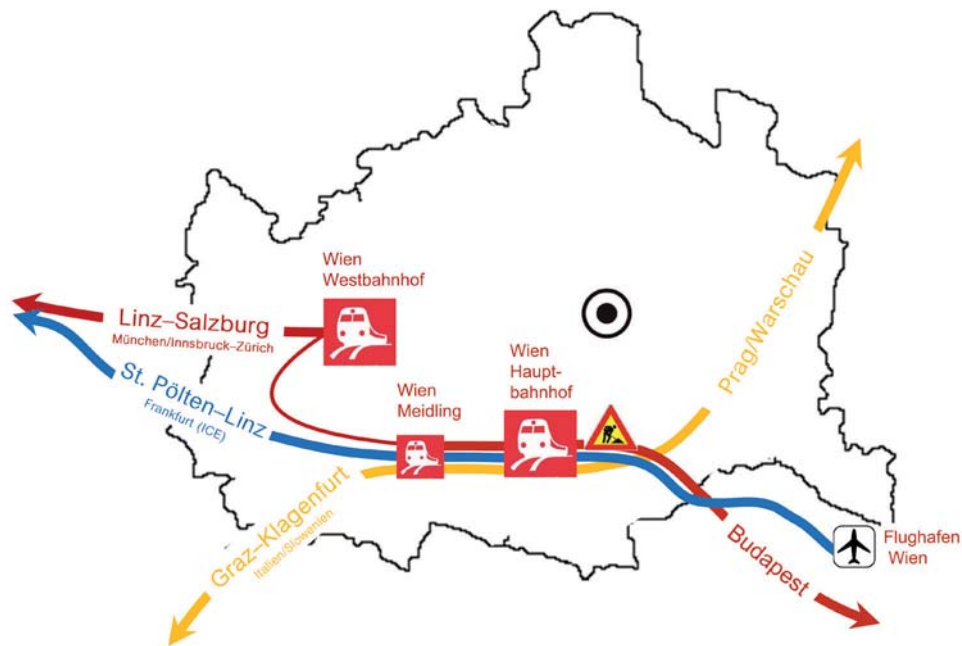 Wien
Westbahnhof
Linz–Salzburg
München/Innsbruck–Zürich
St. Pölten–Linz
Frankfurt (ICE)
Wien
Meidling
Wien
Haupt-
bahnhof
Prag/Warschau
Graz–Klagenfurt
Italien/Slowenien
Budapest
Flughafen
Wien